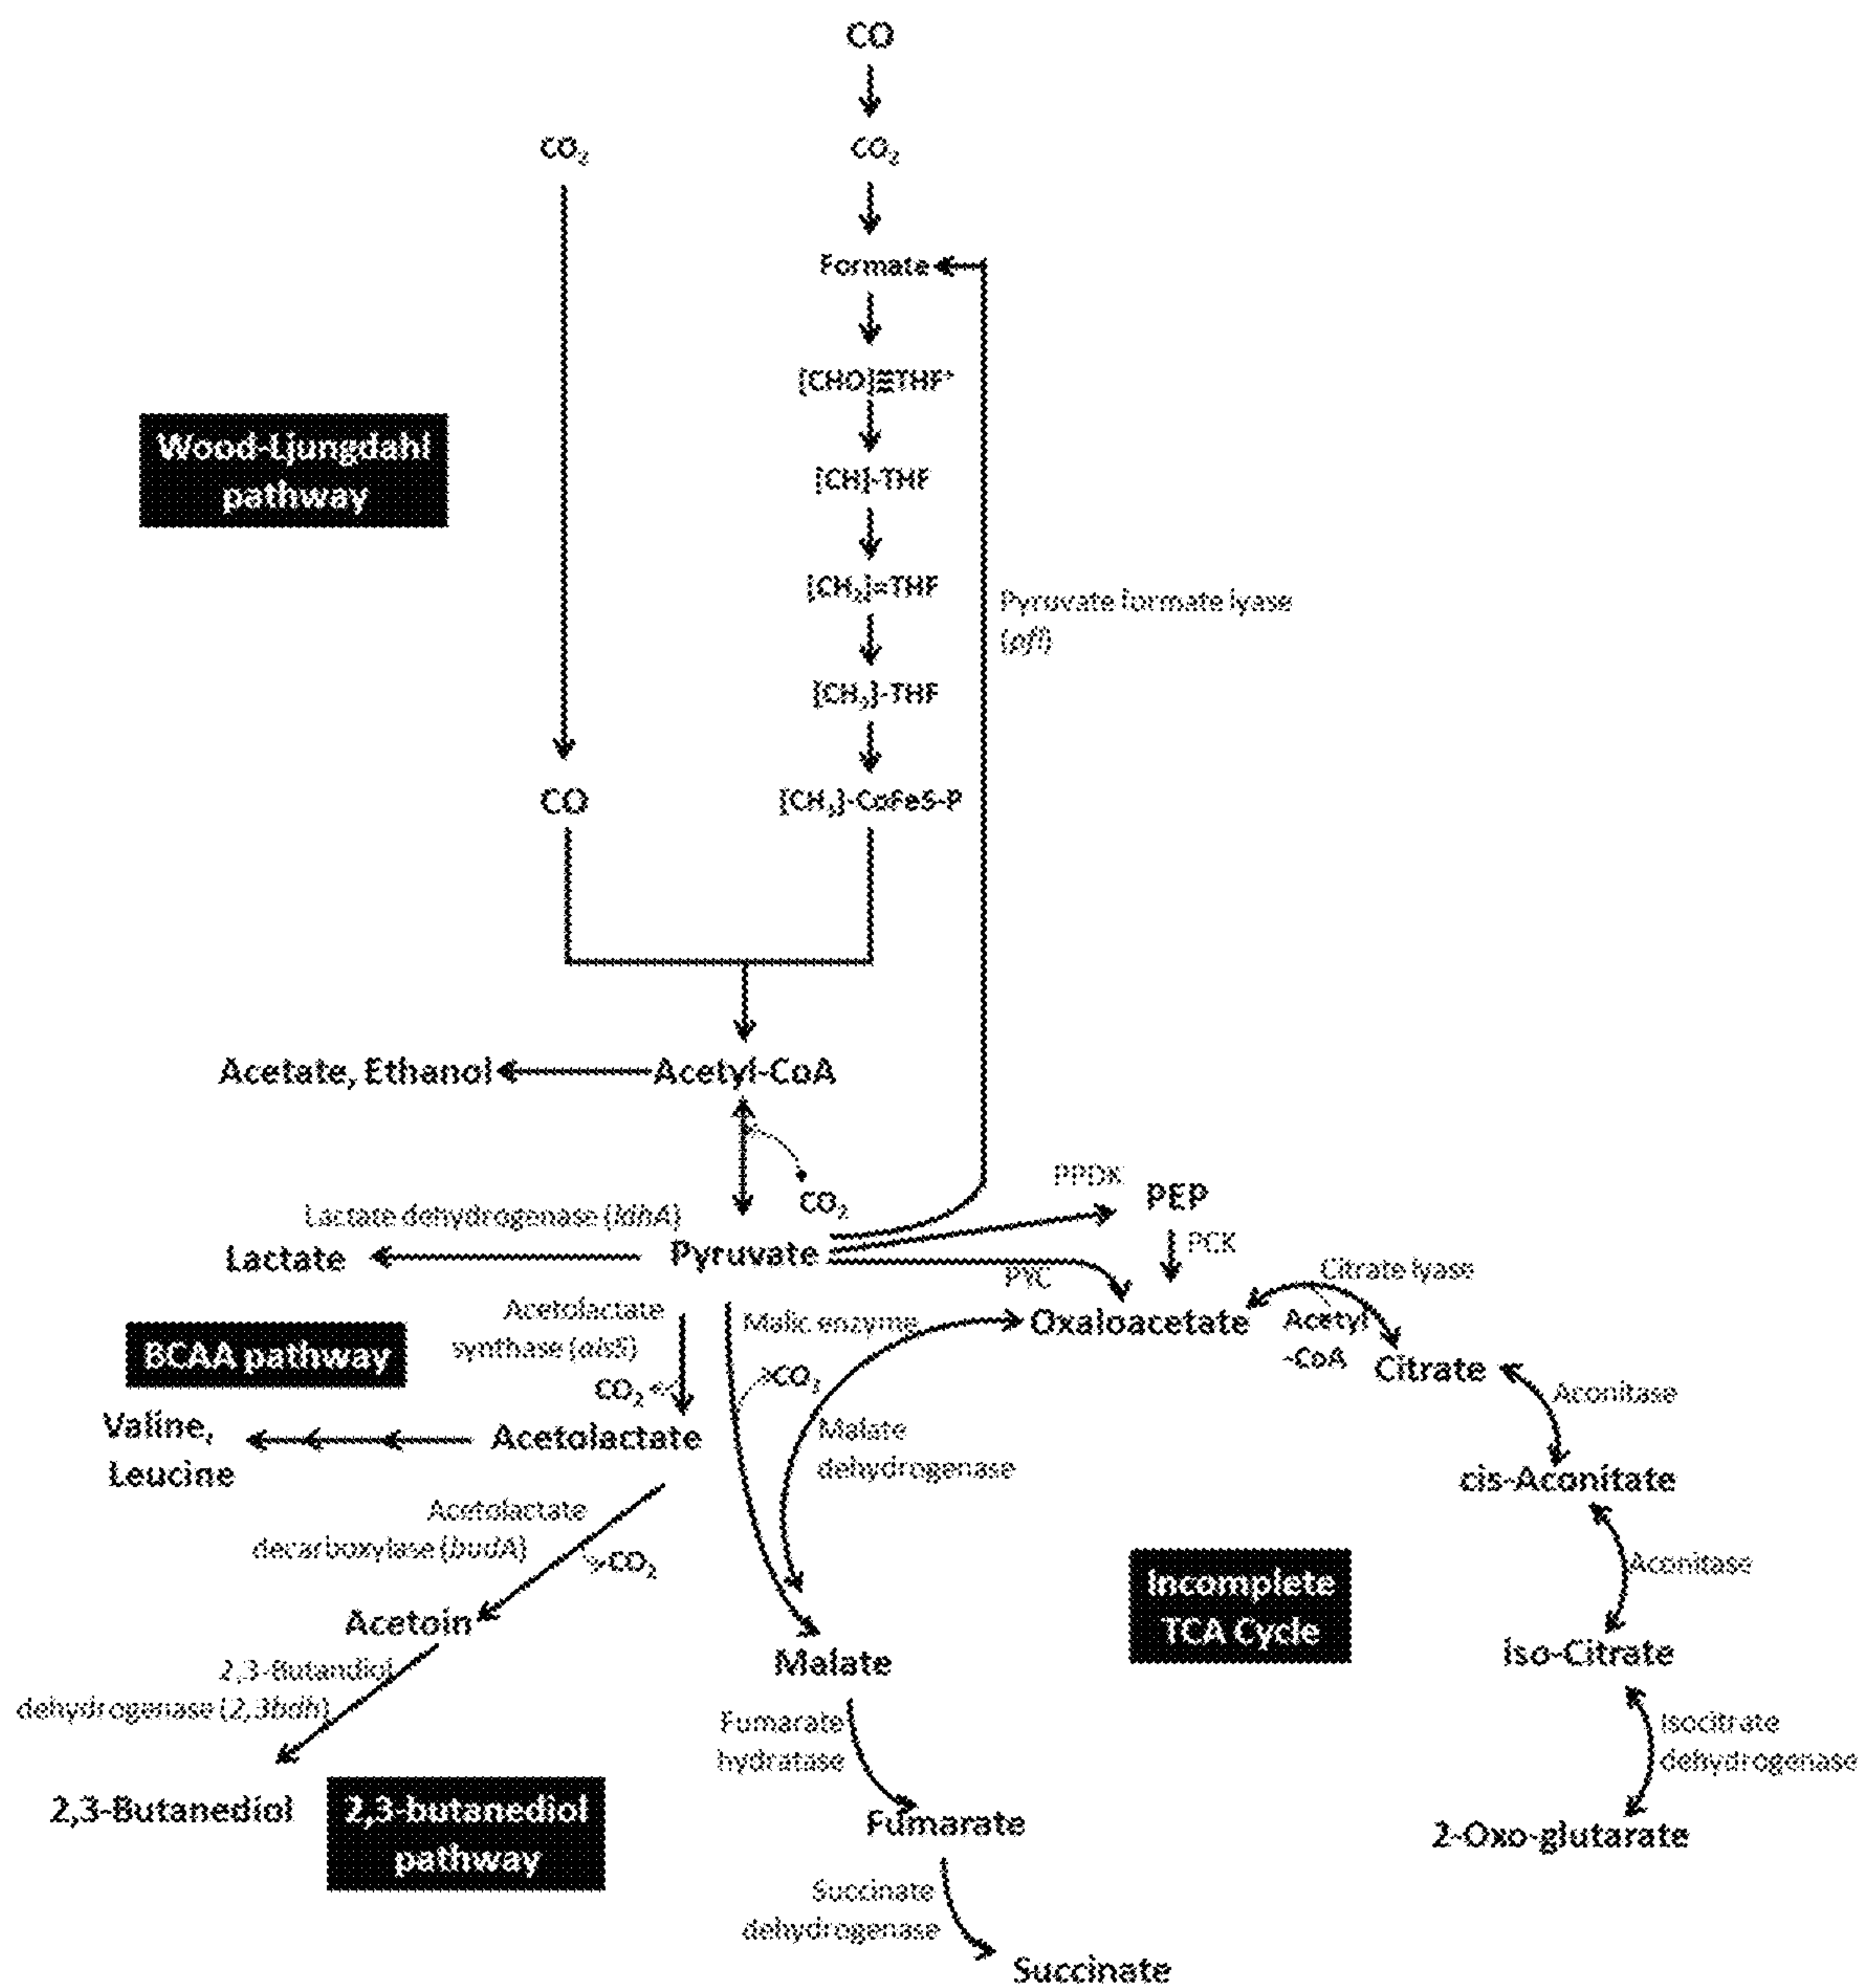 CO
CO₂
CO₂
Formate
[CHO]≡THF⁺
Wood-Ljungdahl
pathway
[CH]-THF
[CH₂]=THF
Pyruvate formate lyase
(pfl)
[CH₃]-THF
CO
[CH₃]-CoFeS-P
Acetate, Ethanol
Acetyl-CoA
CO₂
PPDK
PEP
Lactate dehydrogenase (ldhA)
Lactate
Pyruvate
PCK
PYC
Citrate lyase
Acetolactate
synthase (alsS)
Malic enzyme
Oxaloacetate
Acetyl
-CoA
Citrate
BCAA pathway
CO₂
CO₂
Aconitase
Valine,
Leucine
Acetolactate
Malate
dehydrogenase
cis-Aconitate
Acetolactate
decarboxylase (budA)
CO₂
Aconitase
Incomplete
TCA Cycle
Acetoin
Malate
iso-Citrate
2,3-Butandiol
dehydrogenase (2,3bdh)
Fumarate
hydratase
Isocitrate
dehydrogenase
2,3-Butanediol
2,3-butanediol
pathway
Fumarate
2-Oxo-glutarate
Succinate
dehydrogenase
Succinate